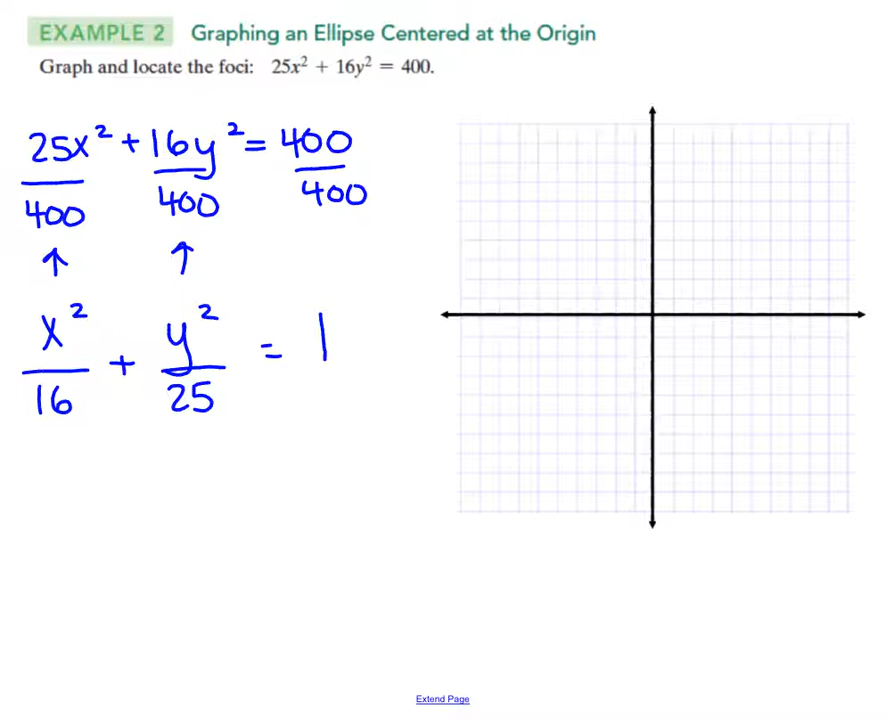 EXAMPLE 2 Graphing an Ellipse Centered at the Origin
Graph and locate the foci: 25x² + 16y² = 400.
25x² + 16y² = 400
400 400 400
↑ ↑
x² + y² = 1
16 25
Extend Page